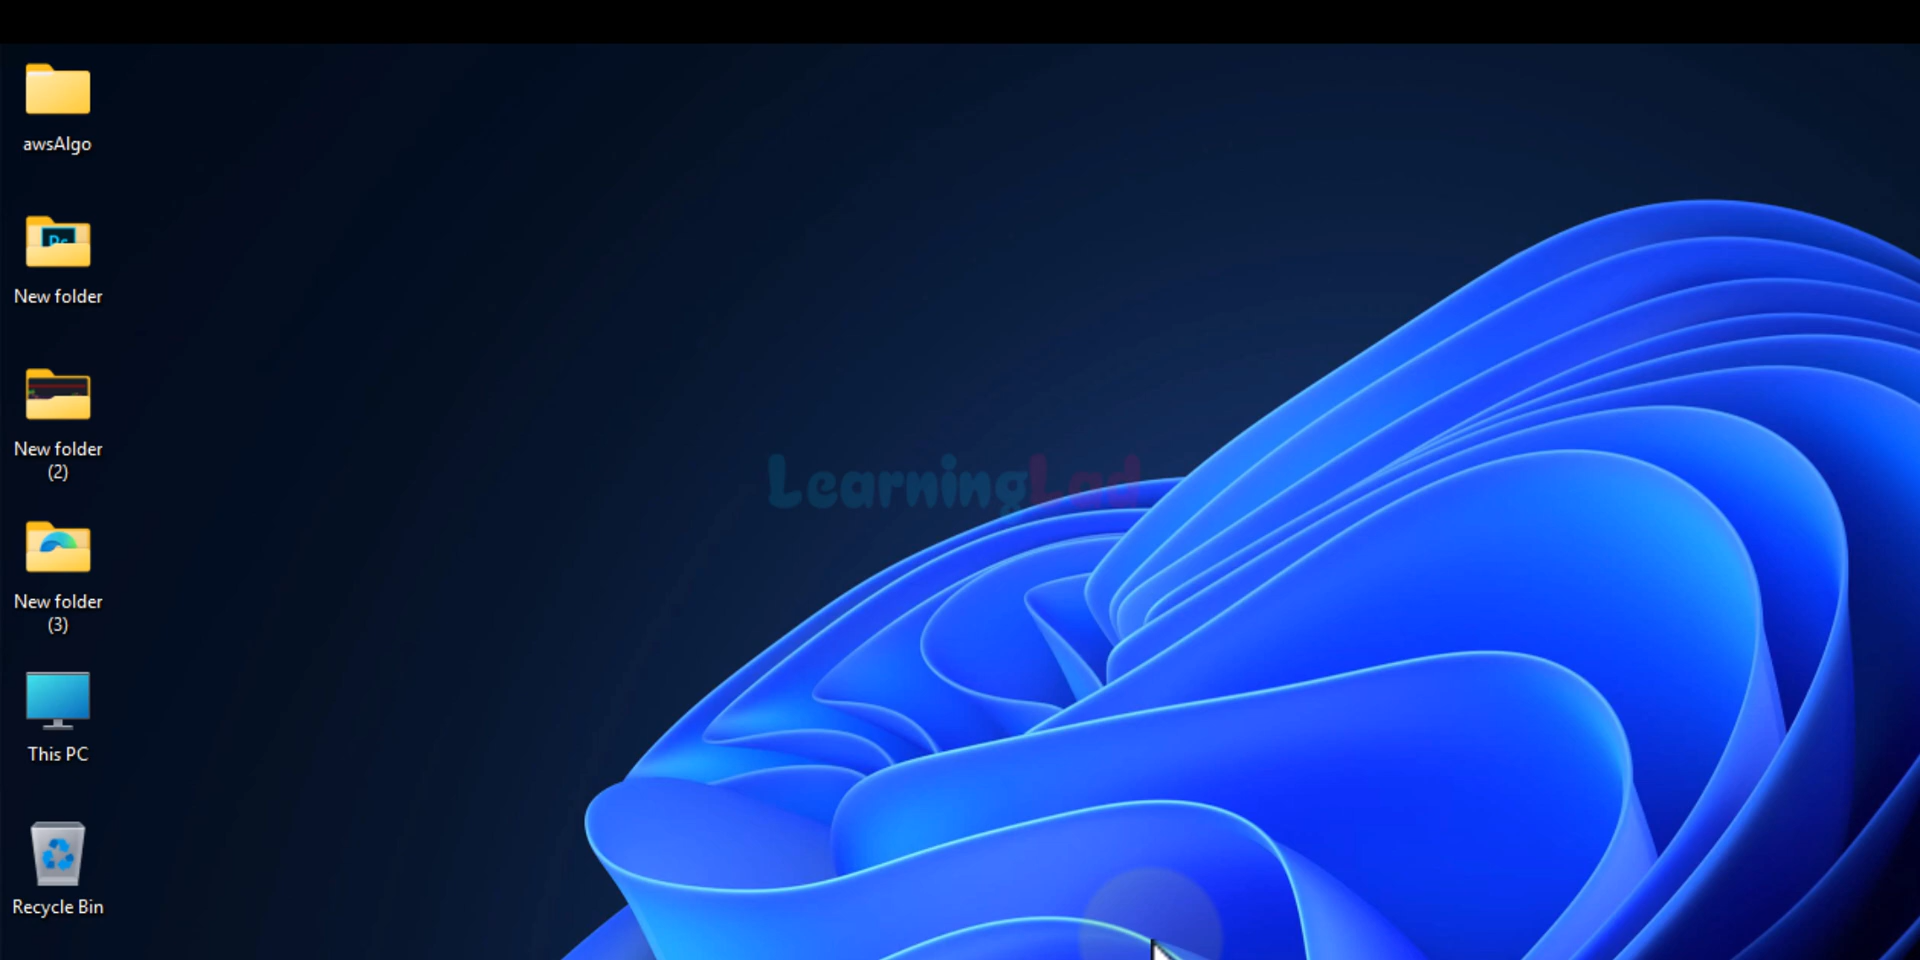 awsAlgo
New folder
New folder
(2)
New folder
(3)
This PC
Recycle Bin
LearningLad